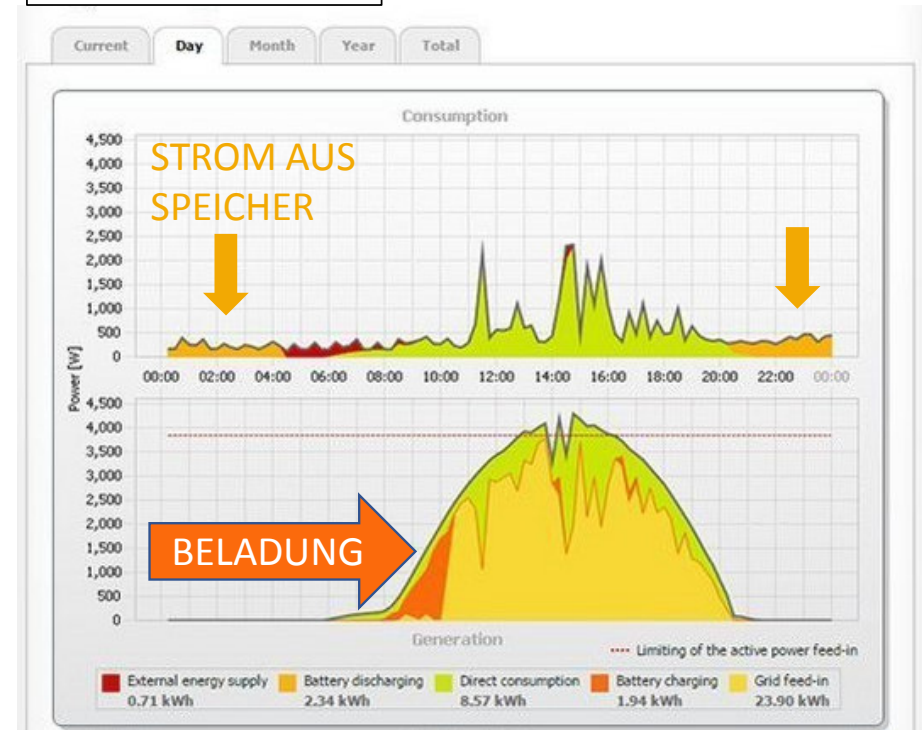 Current Day Month Year Total
Consumption
4,500
4,000
3,500
3,000
2,500
2,000
1,500
1,000
500
0
STROM AUS
SPEICHER
Power [W]
00:00 02:00 04:00 06:00 08:00 10:00 12:00 14:00 16:00 18:00 20:00 22:00 00:00
4,500
4,000
3,500
3,000
2,500
2,000
1,500
1,000
500
0
BELADUNG
Generation
Limiting of the active power feed-in
External energy supply Battery discharging Direct consumption Battery charging Grid feed-in
0.71 kWh 2.34 kWh 8.57 kWh 1.94 kWh 23.90 kWh